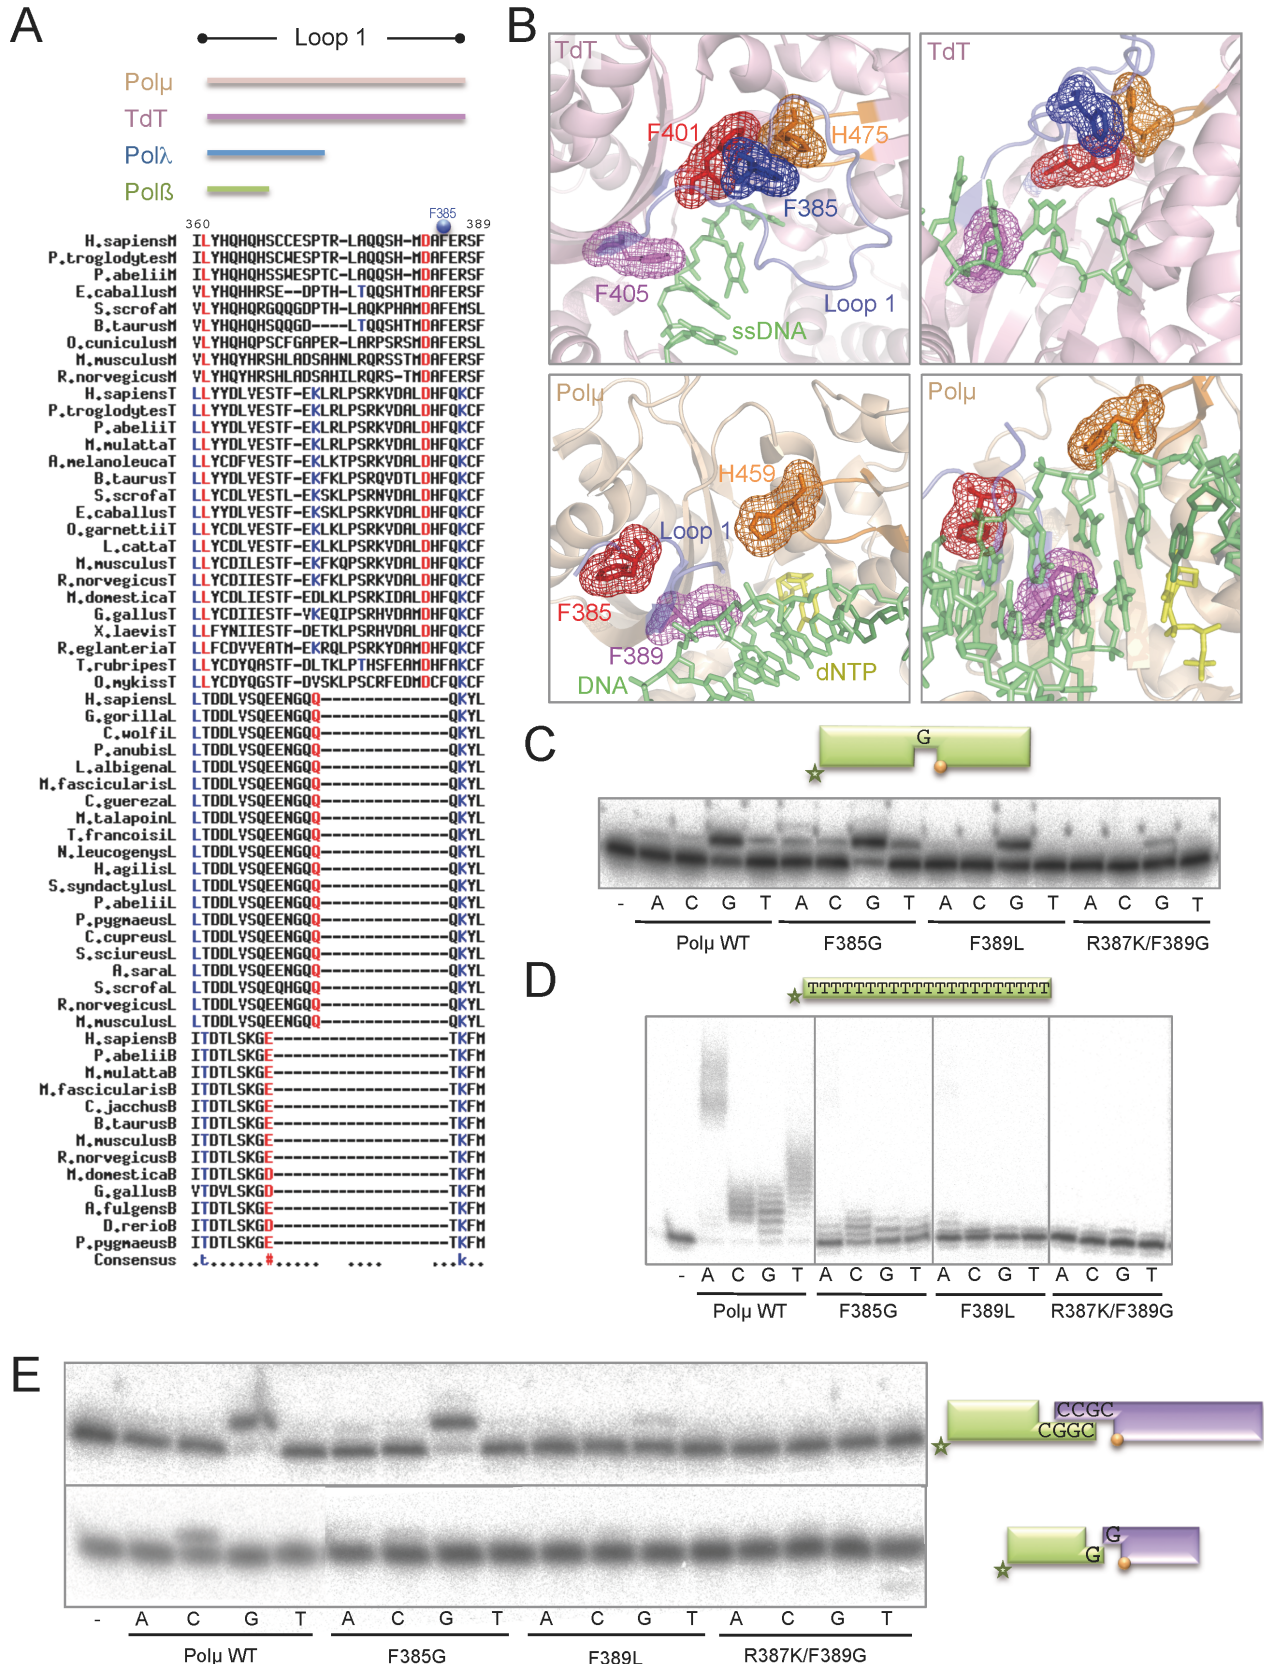 A
Loop 1
Polμ
TdT
Polλ
Polß
F385
360 389
H.sapiensM ILYHQHQHSCCESPTR-LAQQSH-MDAFERSF
P.troglodytesM ILYHQHQHSCWESPTR-LAQQSH-MDAFERSF
P.abeliiM ILYHQHQHSSWESPTC-LAQQSH-MDAFERSF
E.caballusM VLYHQHHRSE--DPTH-LTQQSHTMDAFERSF
S.scrofaM VLYHQHQRGQQGDPTH-LAQKPHAMDAFEMSL
B.taurusM VLYHQHQHSQQGD----LTQQSHTMDAFERSF
O.cuniculusM VLYHQHQPSCFGAPER-LARPSRSMDAFERSF
M.musculusM VLYHQHYRSHLADSAHNLRQRSSTMDAFERSF
R.norvegicusM VLYHQYHRSHLADSAHILRQRS-TMDAFERSF
H.sapiensT LLYYDLVESTF-EKLRLPSRKVDALDHFQKCF
P.troglodytesT LLYYDLVESTF-EKLRLPSRKVDALDHFQKCF
P.abeliiT LLYYDLVESTF-EKLRLPSRKVDALDHFQKCF
M.mulattaT LLYYDLVESTF-EKLRLPSRKVDALDHFQKCF
A.melanoleucaT LLYCDFVESTF-EKLKTPSRKVDALDHFQKCF
B.taurusT LLYYDLVESTF-EKFKLPSRQVDTLDHFQKCF
S.scrofaT LLYCDLVESTL-EKSKLPSRKVDALDHFQKCF
E.caballusT LLYCDLVESTF-EKSKLPSRKVDALDHFQKCF
O.garnettiiT LLYCDLVESTF-EKLKLPSRKVDALDHFQKCF
L.cattaT LLYCDLVESTF-EKLKLPSRKVDALDHFQKCF
M.musculusT LLYCDILESTF-EKFKQPSRKVDALDHFQKCF
R.norvegicusT LLYCDIIESTF-EKFKLPSRKVDALDHFQKCF
M.domesticaT LLYCDLIESTF-EDLKLPSRKIDALDHFQKCF
G.gallusT LLYCDIIESTF-VKEQIPSRHVDAMDHFQKCF
X.laevisT LLFYNIIESTF-DETKLPSRHVDALDHFQKCF
R.eglanteriaT LLFCDVVEATM-EKRQLPSRKYDAMDHFQKCF
T.rubripesT LLYCDYQASTF-DLTKLPTHSFEAMDHFAKCF
O.mykissT LLYCDYQGSTF-DVSKLPSCRFEDMDCFQKCF
H.sapiensL LTDDLVSQEENGQQ--------------QKYL
G.gorillaL LTDDLVSQEENGQQ--------------QKYL
C.wolfiL LTDDLVSQEENGQQ--------------QKYL
P.anubisL LTDDLVSQEENGQQ--------------QKYL
L.albigenaL LTDDLVSQEENGQQ--------------QKYL
M.fascicularisL LTDDLVSQEENGQQ--------------QKYL
C.guerezaL LTDDLVSQEENGQQ--------------QKYL
M.talapoinL LTDDLVSQEENGQQ--------------QKYL
T.francoisiL LTDDLVSQEENGQQ--------------QKYL
N.leucogenysL LTDDLVSQEENGQQ--------------QKYL
H.agilisL LTDDLVSQEENGQQ--------------QKYL
S.syndactylusL LTDDLVSQEENGQQ--------------QKYL
P.abeliiL LTDDLVSQEENGQQ--------------QKYL
P.pygmaeusL LTDDLVSQEENGQQ--------------QKYL
C.cupreusL LTDDLVSQEENGQQ--------------QKYL
S.sciureusL LTDDLVSQEENGQQ--------------QKYL
A.saraL LTDDLVSQEENGQQ--------------QKYL
S.scrofaL LTDDLVSQEQHGQQ--------------QKYL
R.norvegicusL LTDDLVSQEENGQQ--------------QKYL
M.musculusL LTDDLVSQEENGQQ--------------QKYL
H.sapiensB ITDTLSKGE-------------------TKFM
P.abeliiB ITDTLSKGE-------------------TKFM
M.mulattaB ITDTLSKGE-------------------TKFM
M.fascicularisB ITDTLSKGE-------------------TKFM
C.jacchusB ITDTLSKGE-------------------TKFM
B.taurusB ITDTLSKGE-------------------TKFM
M.musculusB ITDTLSKGE-------------------TKFM
R.norvegicusB ITDTLSKGE-------------------TKFM
M.domesticaB ITDTLSKGD-------------------TKFM
G.gallusB VTDVLSKGD-------------------TKFM
A.fulgensB ITDTLSKGE-------------------TKFM
D.rerioB ITDTLSKGD-------------------TKFM
P.pygmaeusB ITDTLSKGE-------------------TKFM
Consensus .t......#..... .... ...k..
B
TdT
F401
H475
F385
F405
Loop 1
ssDNA
TdT
Polμ
H459
Loop 1
F385
F389
DNA
dNTP
Polμ
C
G
- A C G T A C G T A C G T A C G T
Polμ WT F385G F389L R387K/F389G
D
TTTTTTTTTTTTTTTTTTTTT
- A C G T A C G T A C G T A C G T
Polμ WT F385G F389L R387K/F389G
E
CCGC
CGGC
G
G
- A C G T A C G T A C G T A C G T
Polμ WT F385G F389L R387K/F389G